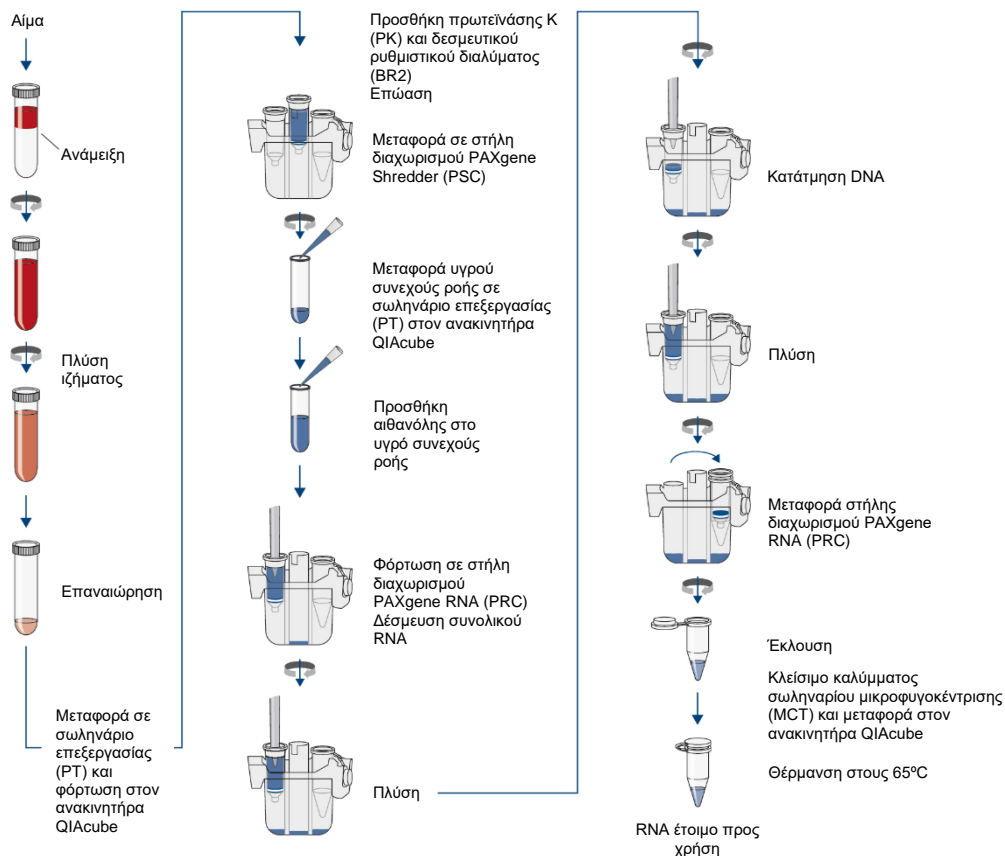 Αίμα
Ανάμειξη
Πλύση
ιζήματος
Επαναιώρηση
Μεταφορά σε
σωληνάριο
επεξεργασίας
(PT) και
φόρτωση στον
ανακινητήρα
QIAcube
Προσθήκη πρωτεϊνάσης Κ
(PK) και δεσμευτικού
ρυθμιστικού διαλύματος
(BR2)
Επώαση
Μεταφορά σε στήλη
διαχωρισμού PAXgene
Shredder (PSC)
Μεταφορά υγρού
συνεχούς ροής σε
σωληνάριο επεξεργασίας
(PT) στον ανακινητήρα
QIAcube
Προσθήκη
αιθανόλης στο
υγρό συνεχούς
ροής
Φόρτωση σε στήλη
διαχωρισμού
PAXgene RNA (PRC)
Δέσμευση συνολικού
RNA
Πλύση
Κατάτμηση DNA
Πλύση
Μεταφορά στήλης
διαχωρισμού PAXgene
RNA (PRC)
Έκλουση
Κλείσιμο καλύμματος
σωληναρίου μικροφυγοκέντρισης
(MCT) και μεταφορά στον
ανακινητήρα QIAcube
Θέρμανση στους 65ºC
RNA έτοιμο προς
χρήση